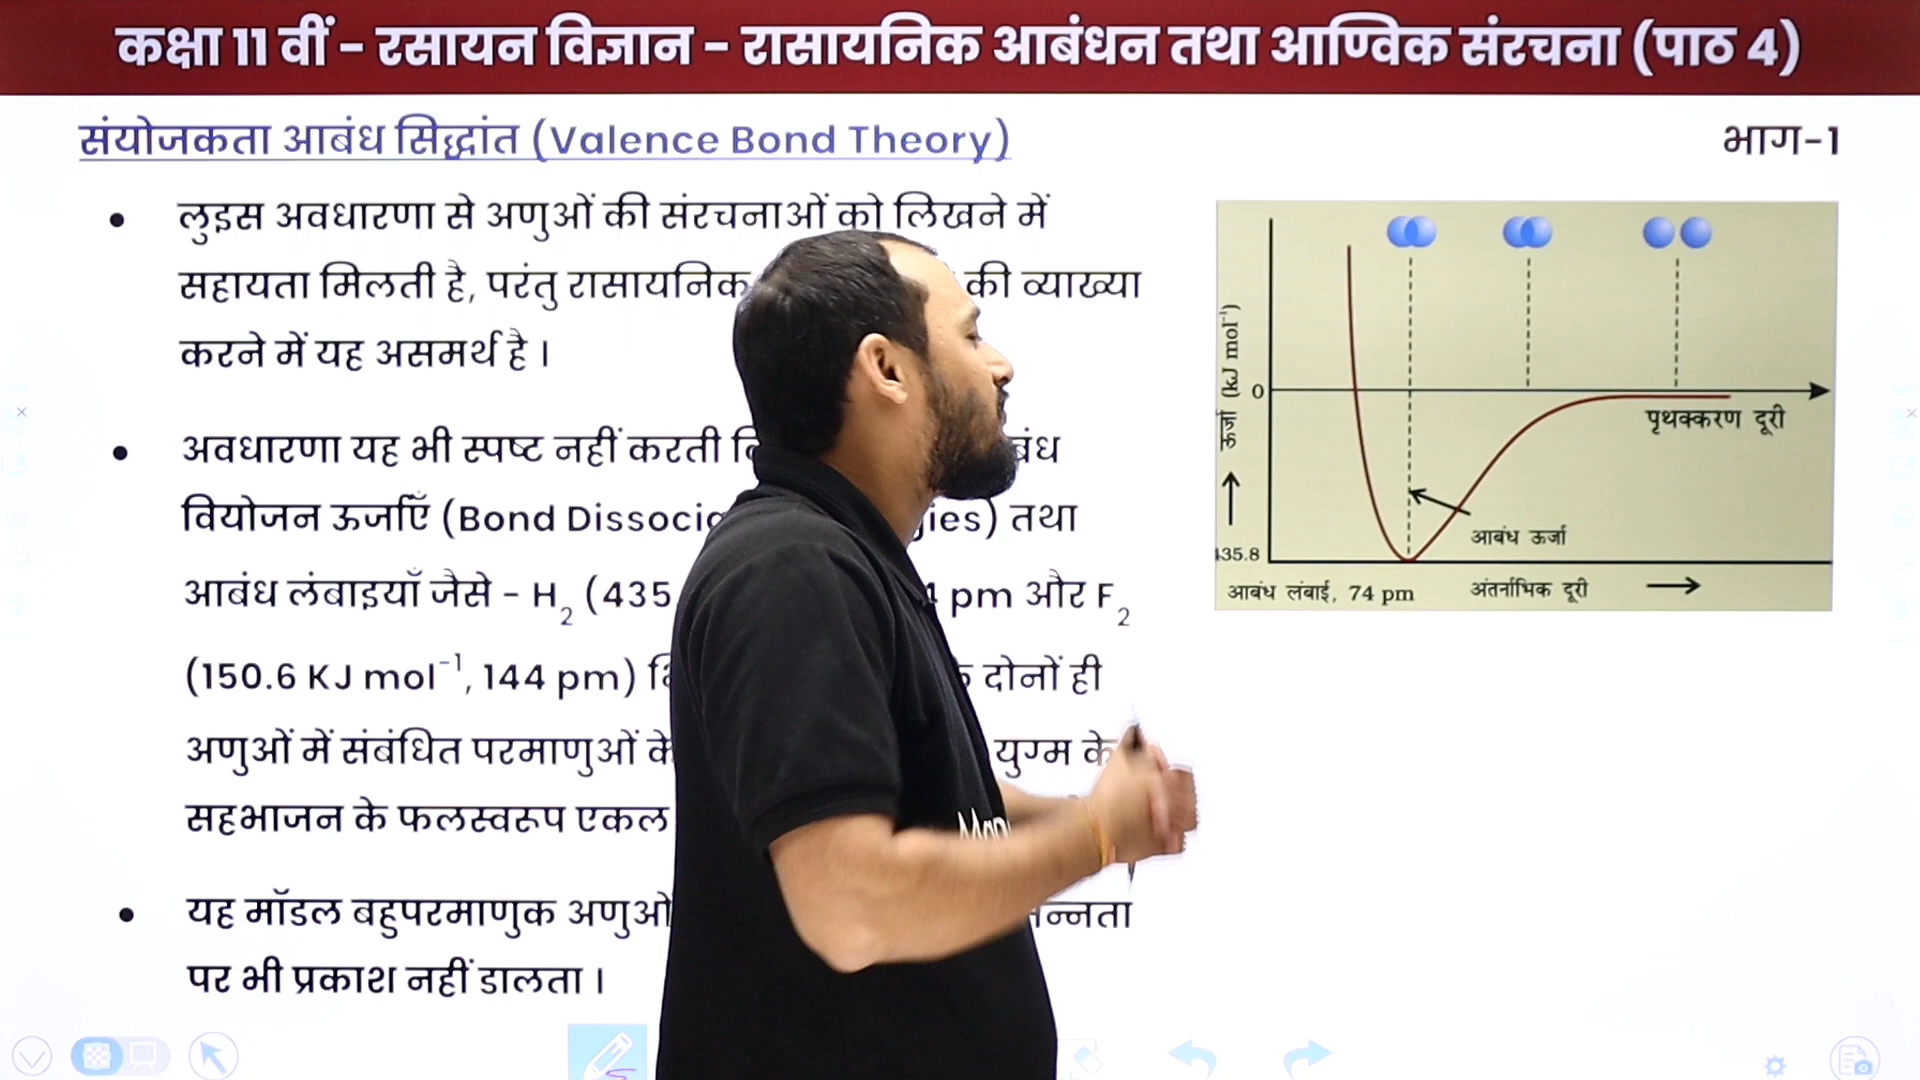 कक्षा 11 वीं - रसायन विज्ञान - रासायनिक आबंधन तथा आण्विक संरचना (पाठ 4)
संयोजकता आबंध सिद्धांत (Valence Bond Theory)
भाग-1
लुइस अवधारणा से अणुओं की संरचनाओं को लिखने में
सहायता मिलती है, परंतु रासायनिक की व्याख्या
करने में यह असमर्थ है ।
अवधारणा यह भी स्पष्ट नहीं करती
वियोजन ऊर्जाएँ (Bond तथा
आबंध लंबाइयाँ जैसे - H2 (435 pm और F2
(150.6 KJ mol⁻¹, 144 pm) दोनों ही
अणुओं में संबंधित परमाणुओं के युग्म के
सहभाजन के फलस्वरूप एकल
यह मॉडल बहुपरमाणुक
पर भी प्रकाश नहीं डालता ।
ऊर्जा (kJ mol⁻¹)
0
पृथक्करण दूरी
आबंध ऊर्जा
435.8
आबंध लंबाई, 74 pm
अंतर्नाभिक दूरी